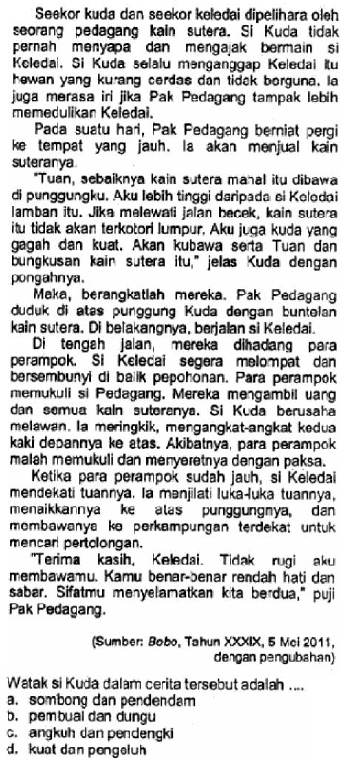 Seekor kuda dan seekor keledai dipelihara oleh
seorang pedagang kain sutera. Si Kuda tidak
pernah menyapa dan mengajak bermain si
Keledai. Si Kuda selalu menganggap Keledai itu
hewan yang kurang cerdas dan tidak berguna. Ia
juga merasa iri jika Pak Pedagang tampak lebih
memedulikan Keledai.
Pada suatu hari, Pak Pedagang berniat pergi
ke tempat yang jauh. Ia akan menjual kain
suteranya.
"Tuan, sebaiknya kain sutera mahal itu dibawa
di punggungku. Aku lebih tinggi daripada si Keledai
lamban itu. Jika melewati jalan becek, kain sutera
itu tidak akan terkotori lumpur. Aku juga kuda yang
gagah dan kuat. Akan kubawa serta Tuan dan
bungkusan kain sutera itu," jelas Kuda dengan
pongahnya.
Maka, berangkatlah mereka. Pak Pedagang
duduk di atas punggung Kuda dengan buntelan
kain sutera. Di belakangnya, berjalan si Keledai.
Di tengah jalan, mereka dihadang para
perampok. Si Keledai segera melompat dan
bersembunyi di balik pepohonan. Para perampok
memukuli si Pedagang. Mereka mengambil uang
dan semua kain suteranya. Si Kuda berusaha
melawan. Ia meringkik, mengangkat-angkat kedua
kaki depannya ke atas. Akibatnya, para perampok
malah memukuli dan menyeretnya dengan paksa.
Ketika para perampok sudah jauh, si Keledai
mendekati tuannya. Ia menjilati luka-luka tuannya,
menaikkannya ke atas punggungnya, dan
membawanya ke perkampungan terdekat untuk
mencari pertolongan.
"Terima kasih, Keledai. Tidak rugi aku
membawamu. Kamu benar-benar rendah hati dan
sabar. Sifatmu menyelamatkan kita berdua," puji
Pak Pedagang.
(Sumber: Bobo, Tahun XXXIX, 5 Mei 2011,
dengan pengubahan)
Watak si Kuda dalam cerita tersebut adalah ....
a. sombong dan pendendam
b. pembual dan dungu
c. angkuh dan pendengki
d. kuat dan pengeluh